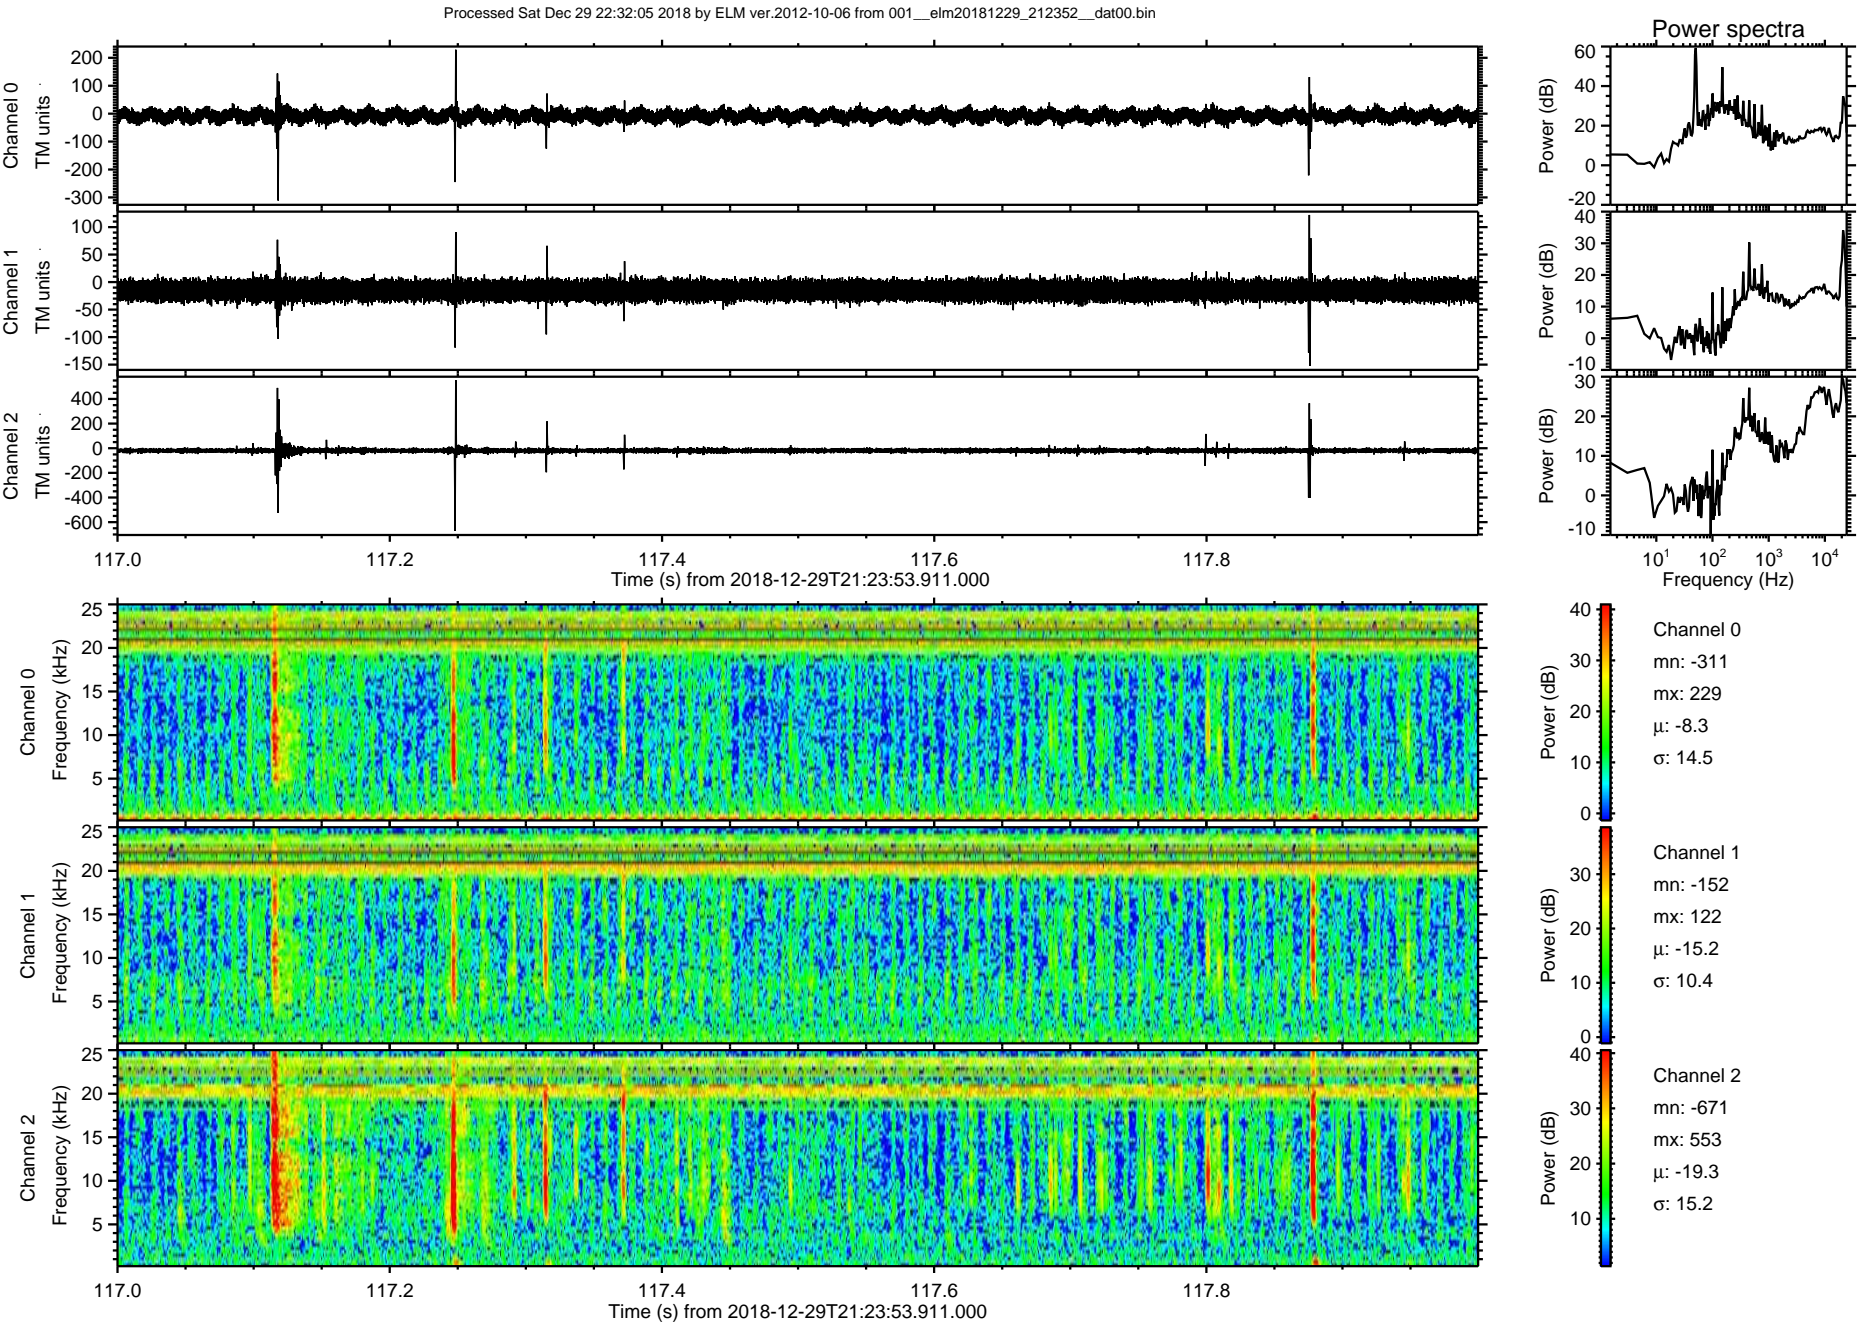 Processed Sat Dec 29 22:32:05 2018 by ELM ver.2012-10-06 from 001__elm20181229_212352__dat00.bin
Power spectra
Channel 0
TM units
200
100
0
-100
-200
-300
Power (dB)
60
40
20
0
-20
Channel 1
TM units
100
50
0
-50
-100
-150
Power (dB)
40
30
20
10
0
-10
Channel 2
TM units
400
200
0
-200
-400
-600
Power (dB)
30
20
10
0
-10
117.0 117.2 117.4 117.6 117.8
Time (s) from 2018-12-29T21:23:53.911.000
10¹ 10² 10³ 10⁴
Frequency (Hz)
Channel 0
Frequency (kHz)
25
20
15
10
5
Power (dB)
40
30
20
10
0
Channel 0
mn: -311
mx: 229
μ: -8.3
σ: 14.5
Channel 1
Frequency (kHz)
25
20
15
10
5
Power (dB)
30
20
10
0
Channel 1
mn: -152
mx: 122
μ: -15.2
σ: 10.4
Channel 2
Frequency (kHz)
25
20
15
10
5
Power (dB)
40
30
20
10
Channel 2
mn: -671
mx: 553
μ: -19.3
σ: 15.2
117.0 117.2 117.4 117.6 117.8
Time (s) from 2018-12-29T21:23:53.911.000